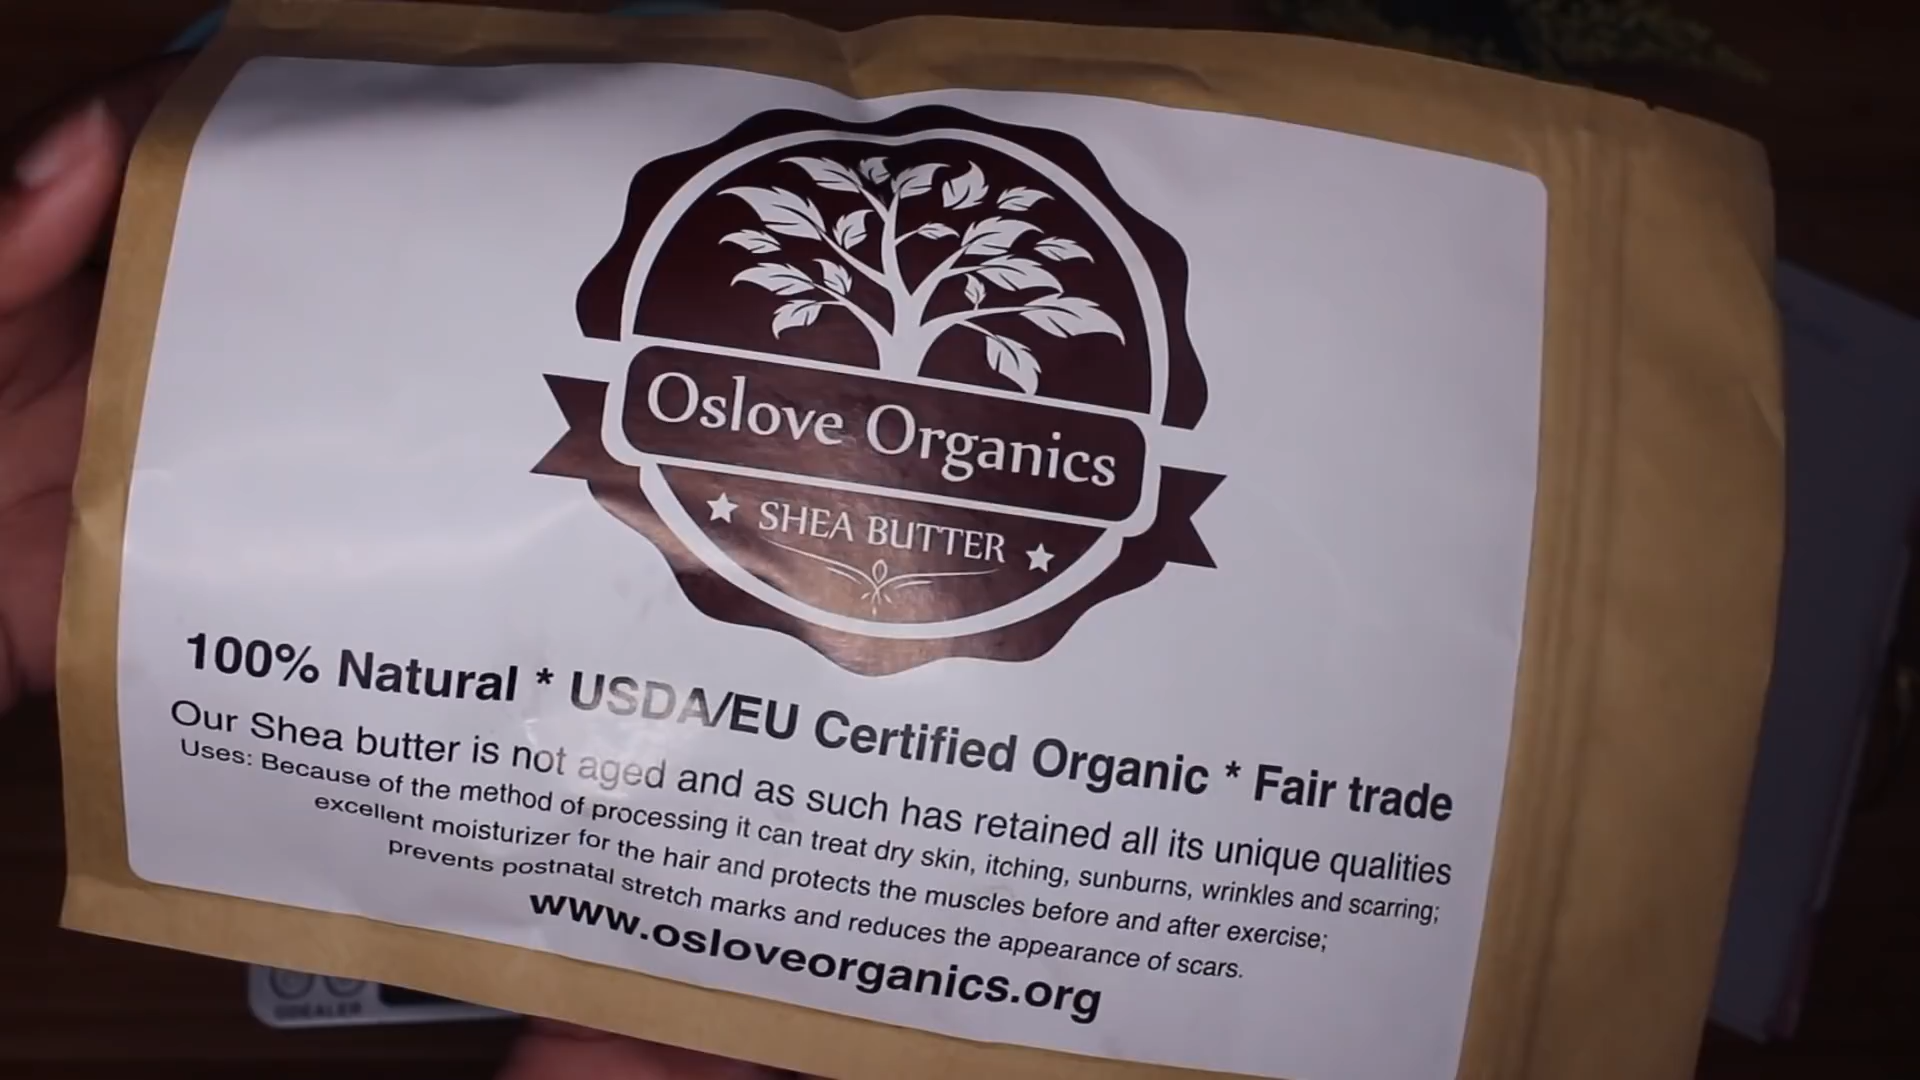 Oslove Organics
SHEA BUTTER
100% Natural * USDA/EU Certified Organic * Fair trade
Our Shea butter is not aged and as such has retained all its unique qualities
Uses: Because of the method of processing it can treat dry skin, itching, sunburns, wrinkles and scarring;
excellent moisturizer for the hair and protects the muscles before and after exercise;
prevents postnatal stretch marks and reduces the appearance of scars.
www.osloveorganics.org